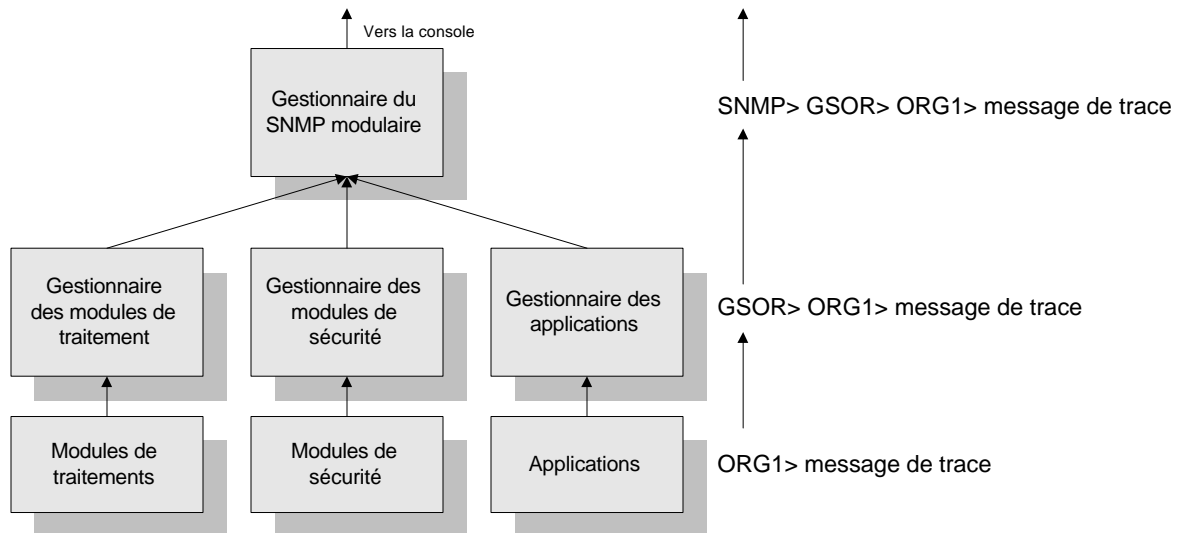 Vers la console
Gestionnaire du
SNMP modulaire
SNMP> GSOR> ORG1> message de trace
Gestionnaire
des modules de
traitement
Gestionnaire des
modules de
sécurité
Gestionnaire des
applications
GSOR> ORG1> message de trace
Modules de
traitements
Modules de
sécurité
Applications
ORG1> message de trace